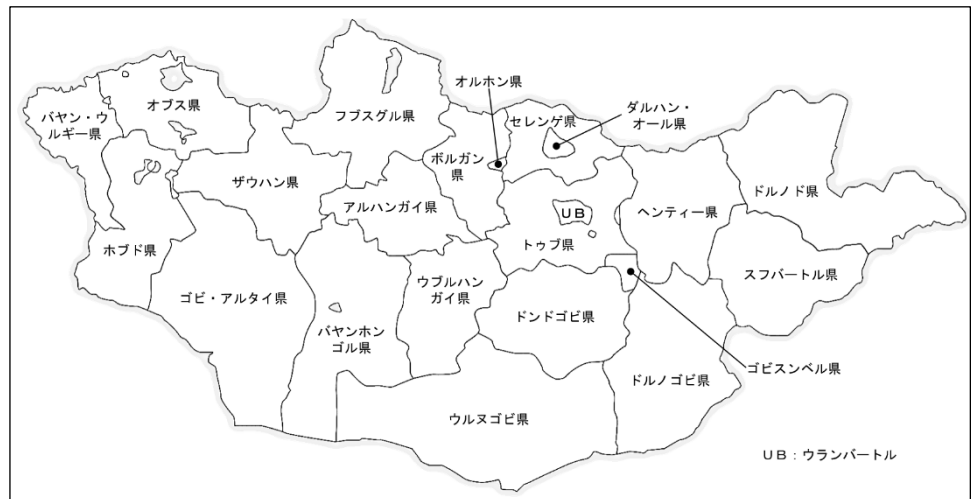 オルホン県
ダルハン・
オール県
オブス県
バヤン・ウ
ルギー県
フブスグル県
セレンゲ県
ボルガン
県
ザウハン県
アルハンガイ県
UB
ヘンティー県
ドルノド県
ホブド県
トゥブ県
スフバートル県
ウブルハン
ガイ県
ゴビ・アルタイ県
バヤンホン
ゴル県
ドンドゴビ県
ゴビスンベル県
ドルノゴビ県
ウルヌゴビ県
UB:ウランバートル